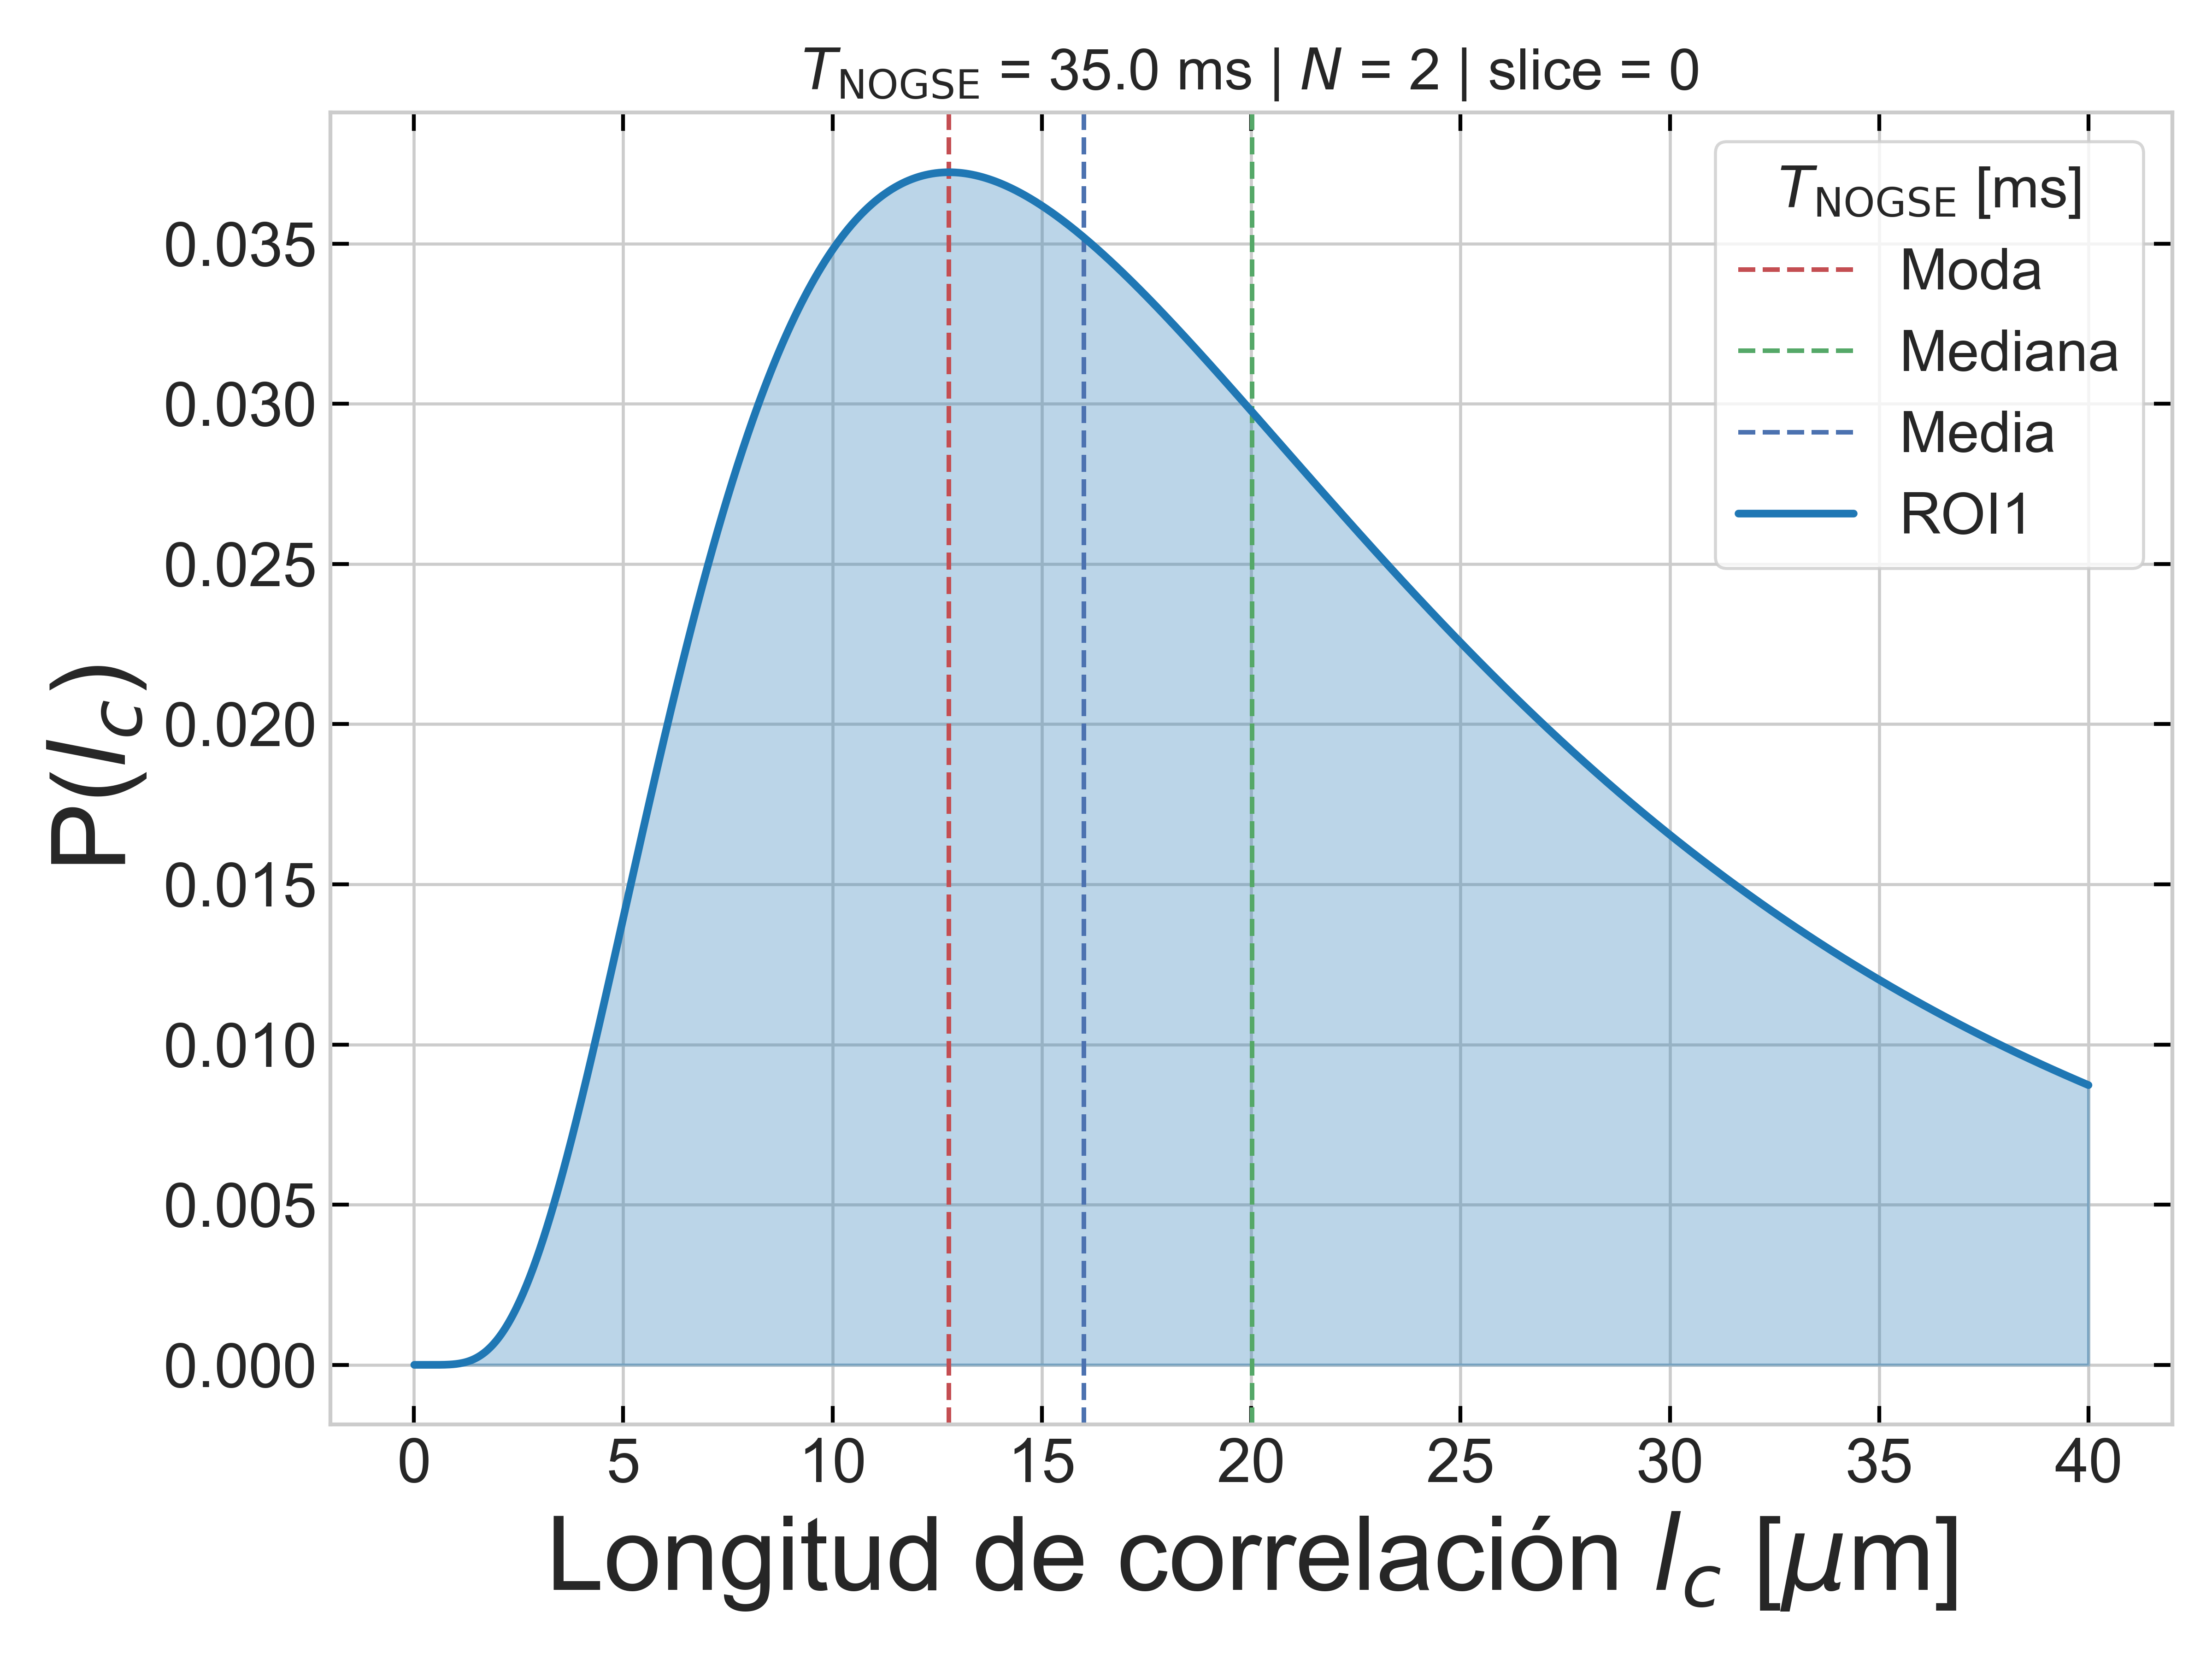 T_NOGSE = 35.0 ms | N = 2 | slice = 0
T_NOGSE [ms]
Moda
Mediana
Media
ROI1
P(l_c)
0.035
0.030
0.025
0.020
0.015
0.010
0.005
0.000
0 5 10 15 20 25 30 35 40
Longitud de correlación l_c [μm]